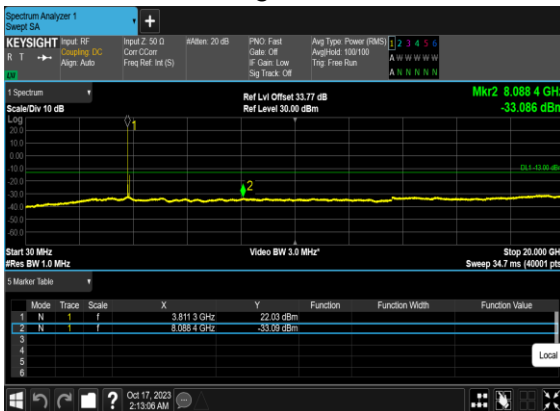 Spectrum Analyzer 1
Swept SA
KEYSIGHT Input: RF Input Z: 50 Ω #Atten: 20 dB PNO: Fast Avg Type: Power (RMS) 1 2 3 4 5 6
R T Coupling: DC Corr CCorr Gate: Off Avg|Hold: 100/100 A W W W W W
Align: Auto Freq Ref: Int (S) IF Gain: Low Trig: Free Run
Sig Track: Off A N N N N N
LV
1 Spectrum Ref Lvl Offset 33.77 dB Mkr2 8.088 4 GHz
Scale/Div 10 dB Ref Level 30.00 dBm -33.086 dBm
Log
20.0
10.0
0.00
-10.0
DL1 -13.00 dBm
-20.0
-30.0
-40.0
-50.0
-60.0
1
2
Start 30 MHz Video BW 3.0 MHz* Stop 20.000 GHz
#Res BW 1.0 MHz Sweep 34.7 ms (40001 pts)
5 Marker Table
Mode Trace Scale X Y Function Function Width Function Value
1 N 1 f 3.811 3 GHz 22.03 dBm
2 N 1 f 8.088 4 GHz -33.09 dBm
3
4
5
6
Local
? Oct 17, 2023
2:13:06 AM